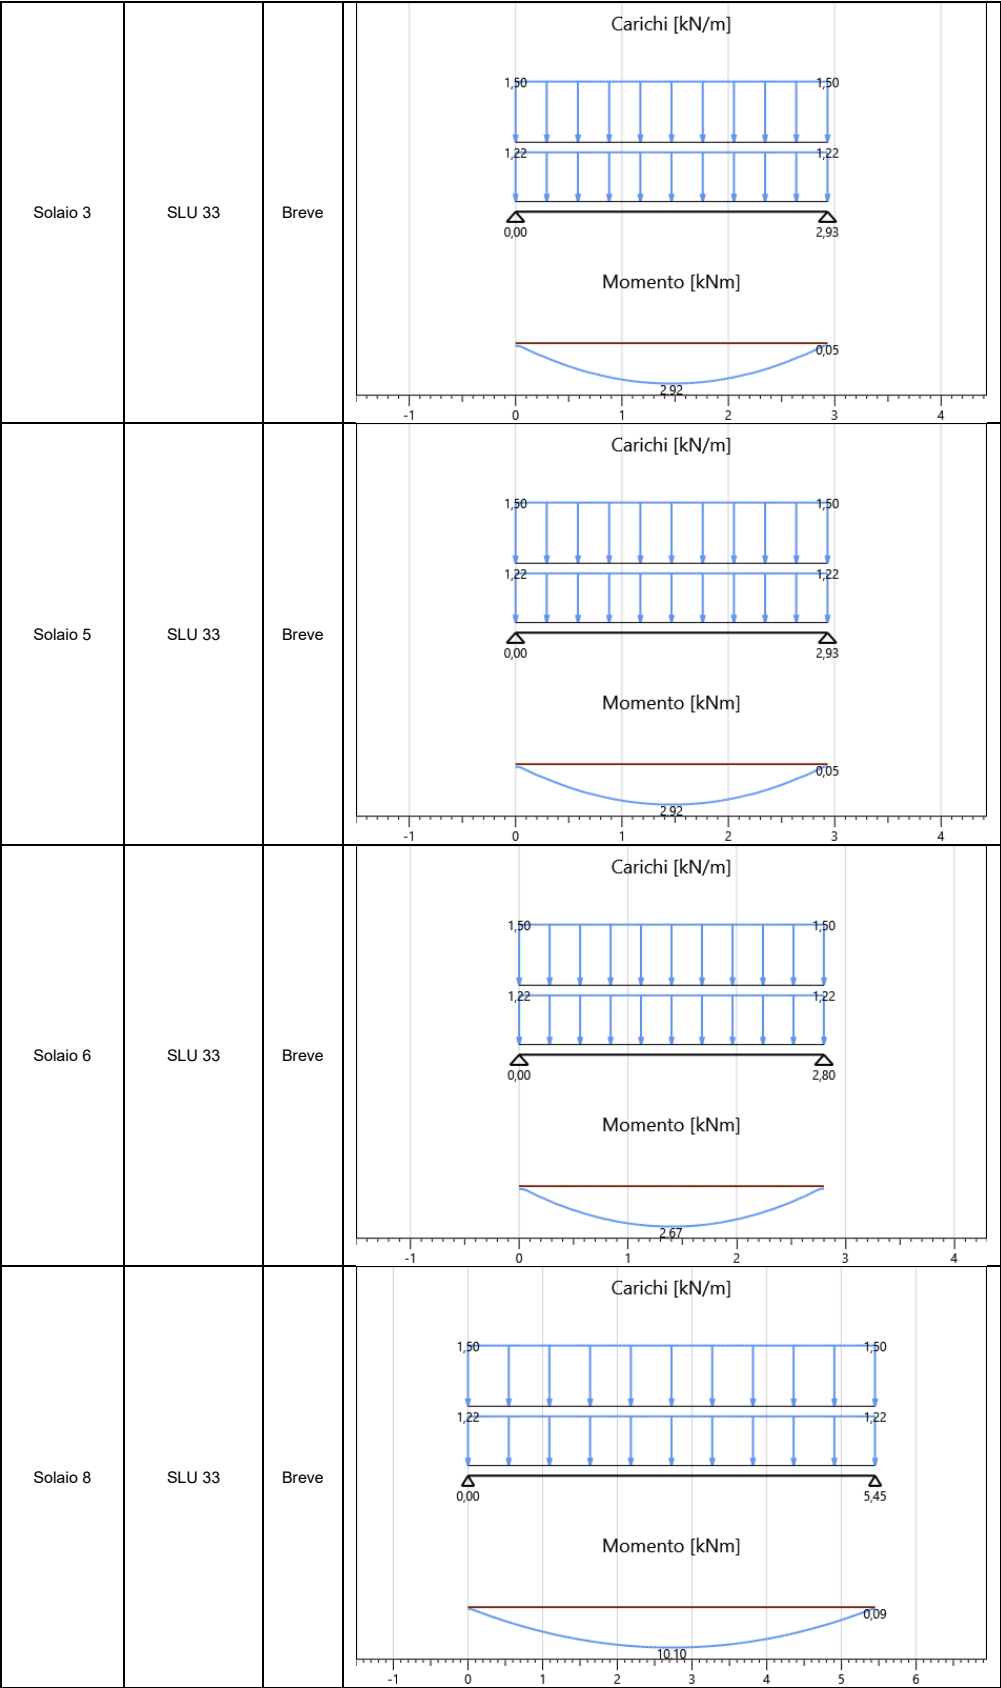 Carichi [kN/m]
1,50 1,50
1,22 1,22
Solaio 3 SLU 33 Breve
0,00 2,93
Momento [kNm]
0,05
2,92
-1 0 1 2 3 4
Carichi [kN/m]
1,50 1,50
1,22 1,22
Solaio 5 SLU 33 Breve
0,00 2,93
Momento [kNm]
0,05
2,92
-1 0 1 2 3 4
Carichi [kN/m]
1,50 1,50
1,22 1,22
Solaio 6 SLU 33 Breve
0,00 2,80
Momento [kNm]
2,67
-1 0 1 2 3 4
Carichi [kN/m]
1,50 1,50
1,22 1,22
Solaio 8 SLU 33 Breve
0,00 5,45
Momento [kNm]
0,09
10,10
-1 0 1 2 3 4 5 6